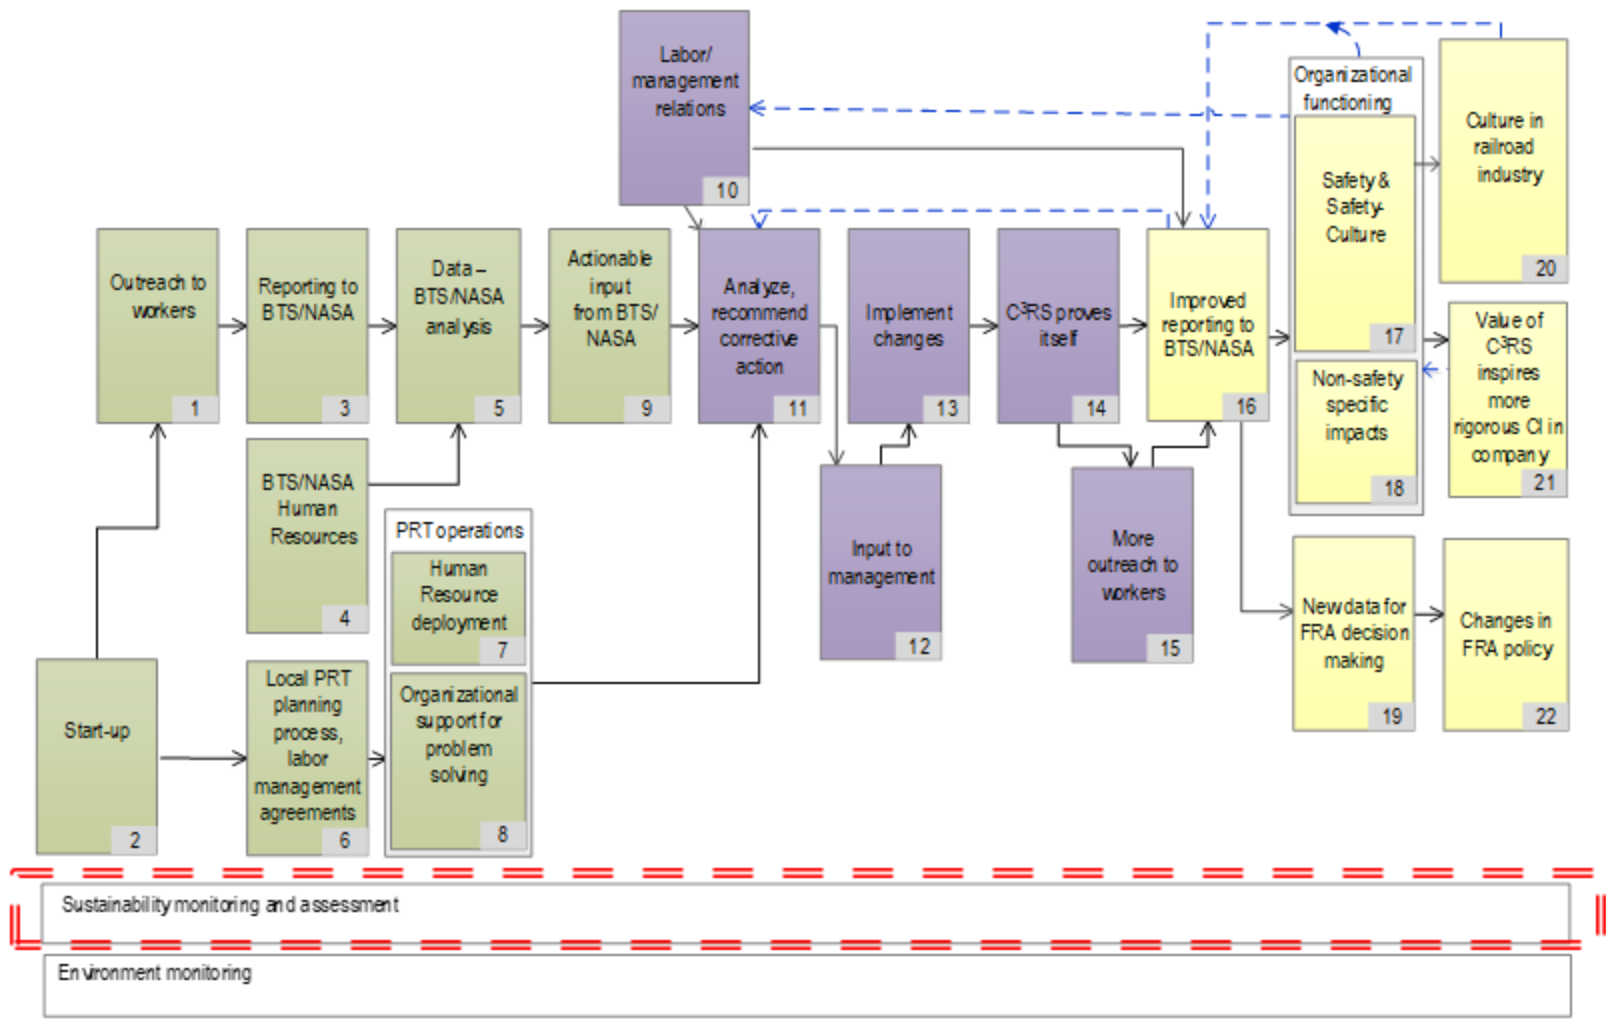 Labor/
management
relations
10
Organizational
functioning
Safety &
Safety-
Culture
17
Non-safety
specific
impacts
18
Culture in
railroad
industry
20
Outreach to
workers
1
Reporting to
BTS/NASA
3
Data –
BTS/NASA
analysis
5
Actionable
input
from BTS/
NASA
9
Analyze,
recommend
corrective
action
11
Implement
changes
13
C³RS proves
itself
14
Improved
reporting to
BTS/NASA
16
Value of
C³RS
inspires
more
rigorous CI in
company
21
BTS/NASA
Human
Resources
4
PRT operations
Human
Resource
deployment
7
Organizational
support for
problem
solving
8
Input to
management
12
More
outreach to
workers
15
New data for
FRA decision
making
19
Changes in
FRA policy
22
Start-up
2
Local PRT
planning
process,
labor
management
agreements
6
Sustainability monitoring and assessment
Environment monitoring